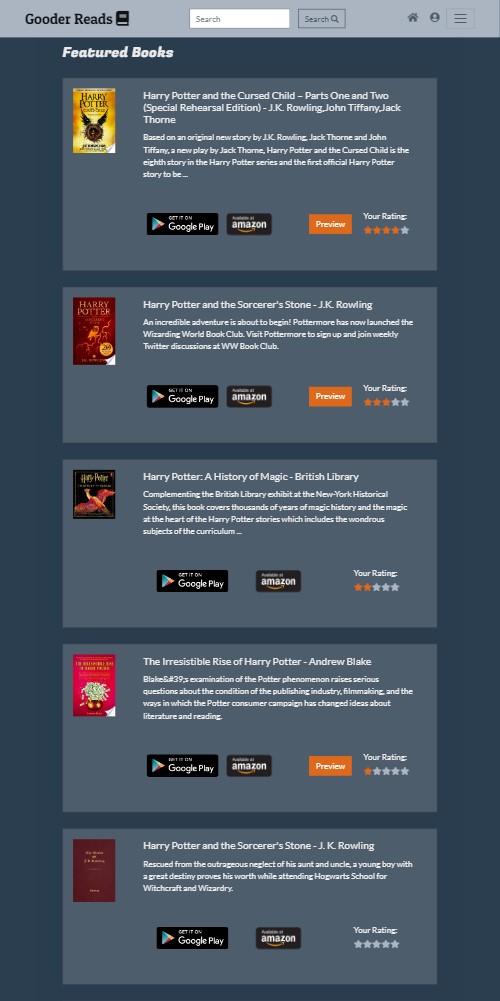 Gooder Reads
Search
Search
Featured Books
HARRY POTTER
Harry Potter and the Cursed Child – Parts One and Two
(Special Rehearsal Edition) - J.K. Rowling,John Tiffany,Jack
Thorne
Based on an original new story by J.K. Rowling, Jack Thorne and John
Tiffany, a new play by Jack Thorne, Harry Potter and the Cursed Child is the
eighth story in the Harry Potter series and the first official Harry Potter
story to be ...
GET IT ON
Google Play
Available at
amazon
Preview
Your Rating:
HARRY
POTTER
Harry Potter and the Sorcerer's Stone - J.K. Rowling
An incredible adventure is about to begin! Pottermore has now launched the
Wizarding World Book Club. Visit Pottermore to sign up and join weekly
Twitter discussions at WW Book Club.
GET IT ON
Google Play
Available at
amazon
Preview
Your Rating:
Harry Potter
Harry Potter: A History of Magic - British Library
Complementing the British Library exhibit at the New-York Historical
Society, this book covers thousands of years of magic history and the magic
at the heart of the Harry Potter stories which includes the wondrous
subjects of the curriculum ...
GET IT ON
Google Play
Available at
amazon
Your Rating:
THE IRRESISTIBLE RISE
OF HARRY POTTER
The Irresistible Rise of Harry Potter - Andrew Blake
Blake&#39;s examination of the Potter phenomenon raises serious
questions about the condition of the publishing industry, filmmaking, and the
ways in which the Potter consumer campaign has changed ideas about
literature and reading.
GET IT ON
Google Play
Available at
amazon
Preview
Your Rating:
Harry Potter and the Sorcerer's Stone - J. K. Rowling
Rescued from the outrageous neglect of his aunt and uncle, a young boy with
a great destiny proves his worth while attending Hogwarts School for
Witchcraft and Wizardry.
GET IT ON
Google Play
Available at
amazon
Your Rating: